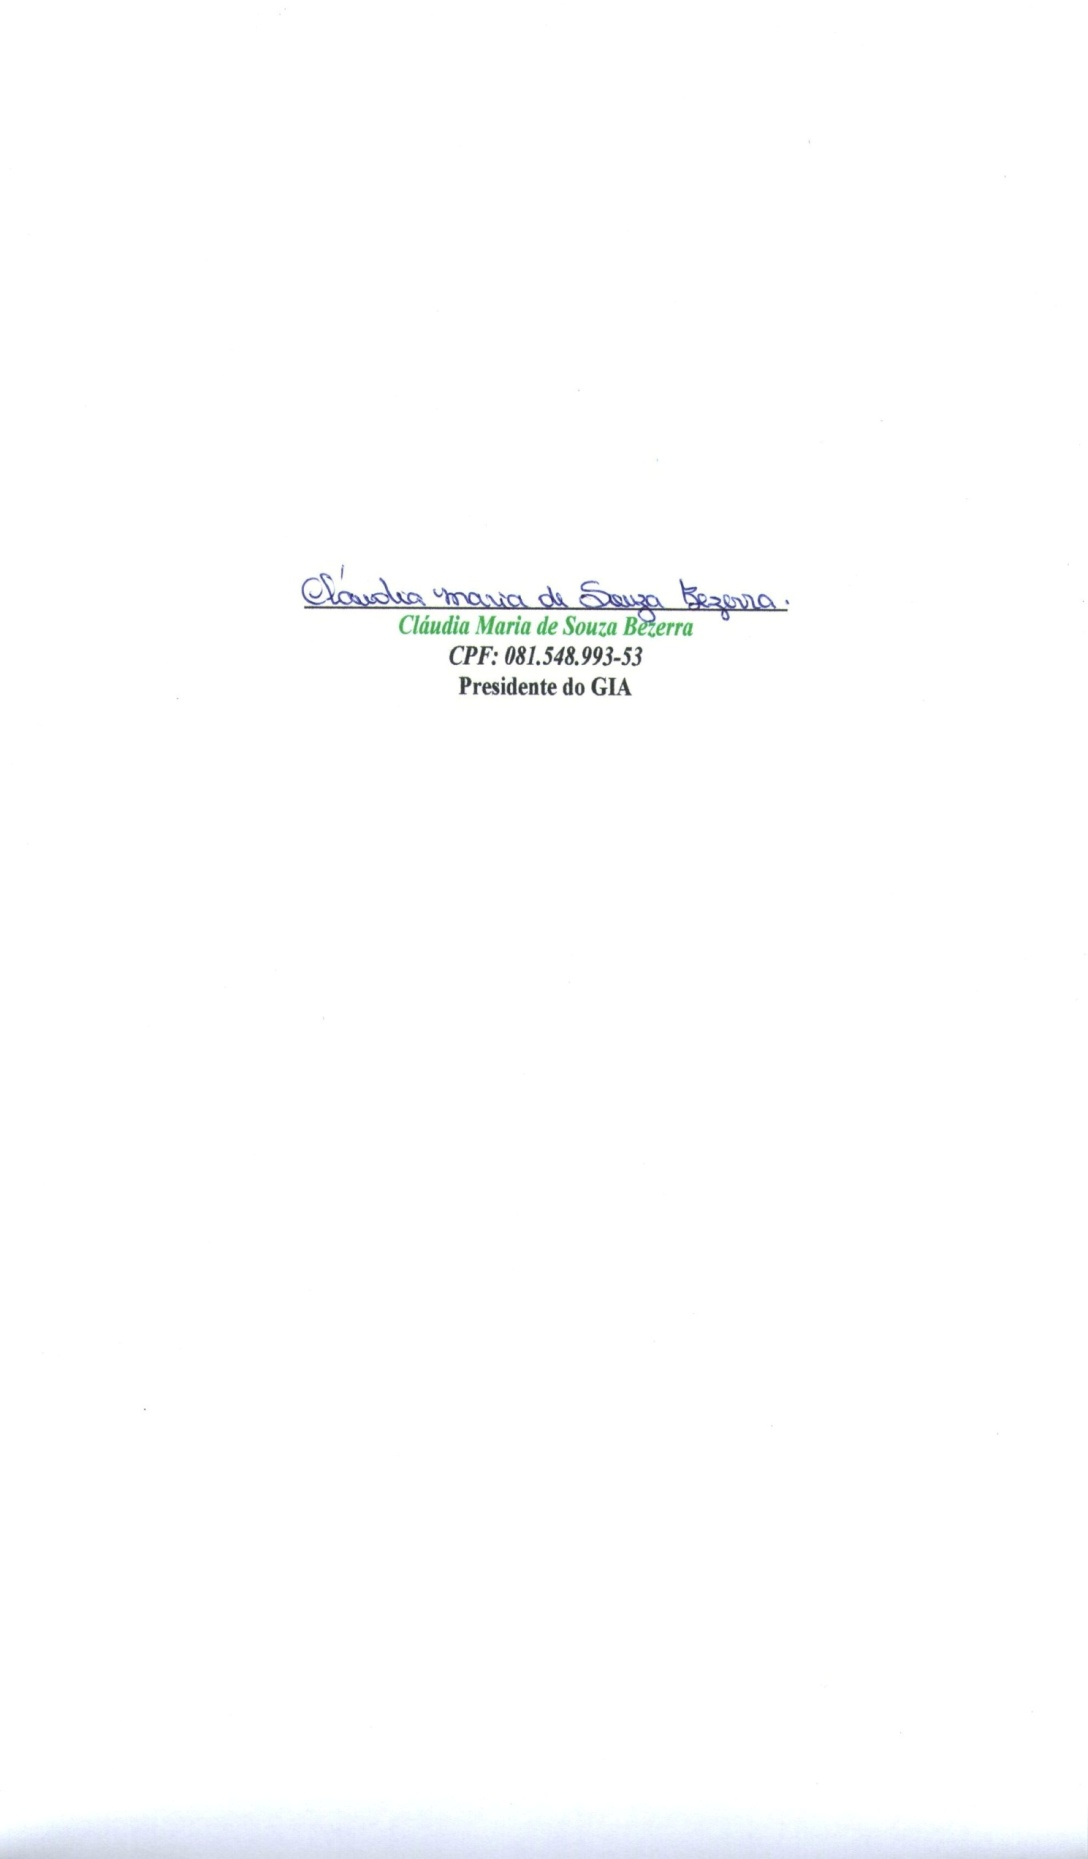 Cláudia Maria de Souza Bezerra.
Cláudia Maria de Souza Bezerra
CPF: 081.548.993-53
Presidente do GIA